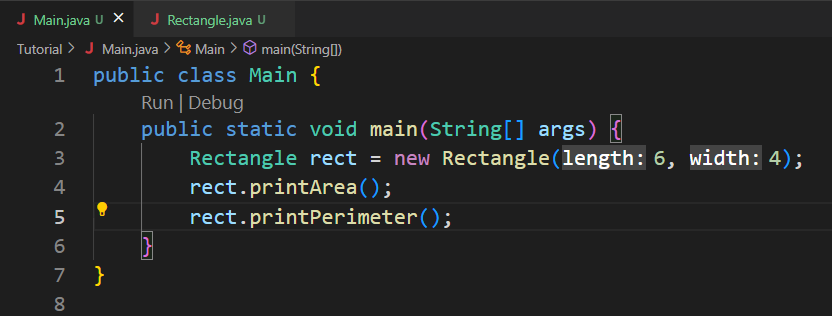 J Main.java U × J Rectangle.java U
Tutorial > J Main.java > Main > main(String[])
1 public class Main {
Run | Debug
2 public static void main(String[] args) {
3 Rectangle rect = new Rectangle(length: 6, width: 4);
4 rect.printArea();
5 rect.printPerimeter();
6 }
7 }
8